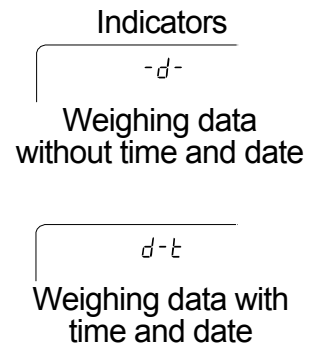 Indicators
-d-
Weighing data
without time and date
d-t
Weighing data with
time and date